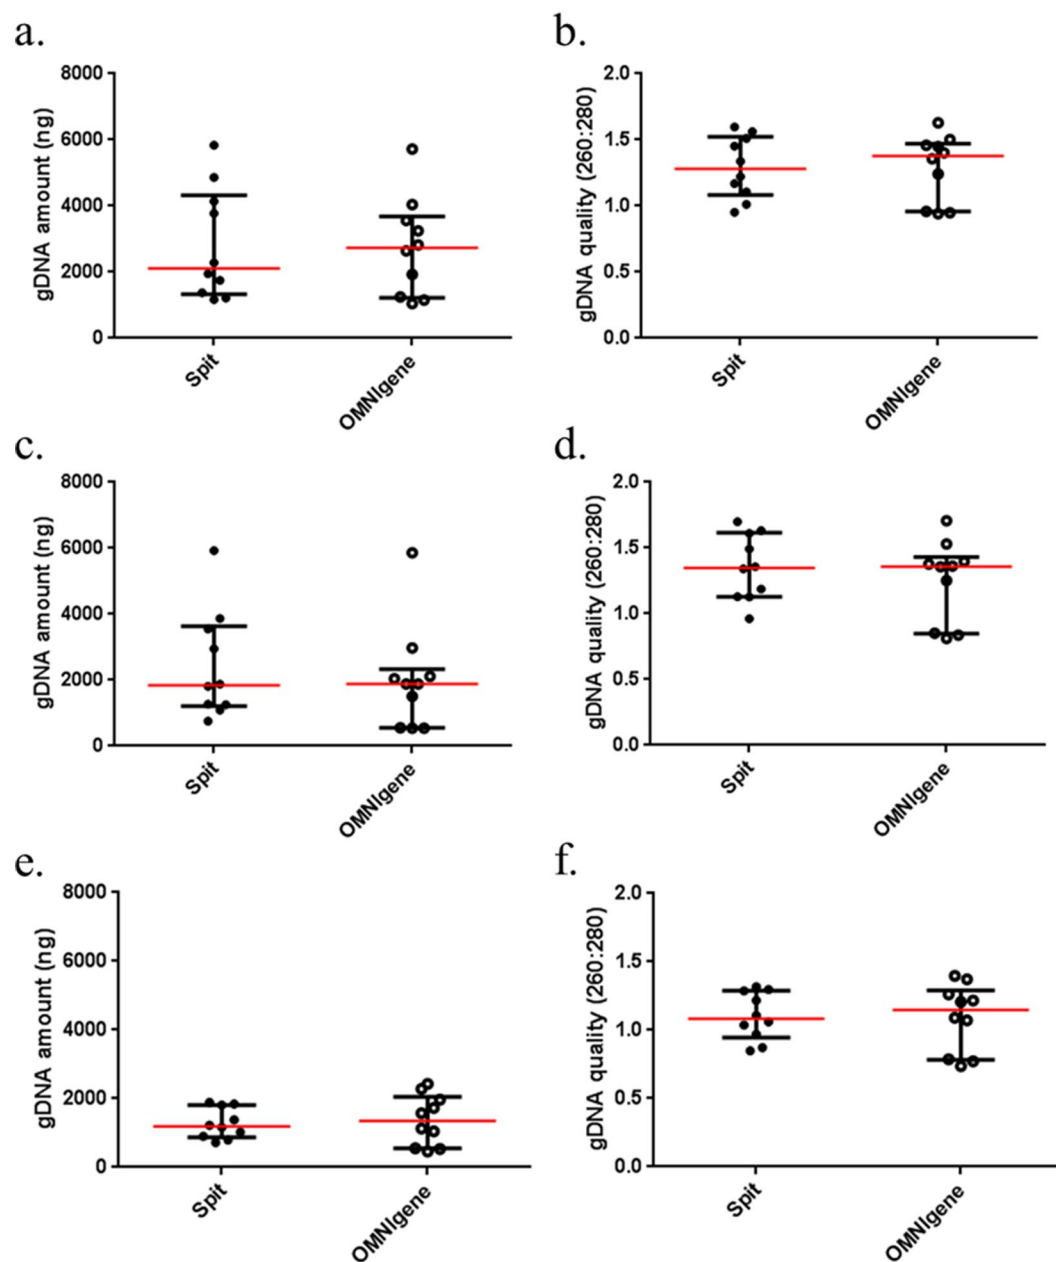 a.
gDNA amount (ng)
8000
6000
4000
2000
0
Spit
OMNIgene
b.
gDNA quality (260:280)
2.0
1.5
1.0
0.5
0.0
Spit
OMNIgene
c.
gDNA amount (ng)
8000
6000
4000
2000
0
Spit
OMNIgene
d.
gDNA quality (260:280)
2.0
1.5
1.0
0.5
0.0
Spit
OMNIgene
e.
gDNA amount (ng)
8000
6000
4000
2000
0
Spit
OMNIgene
f.
gDNA quality (260:280)
2.0
1.5
1.0
0.5
0.0
Spit
OMNIgene